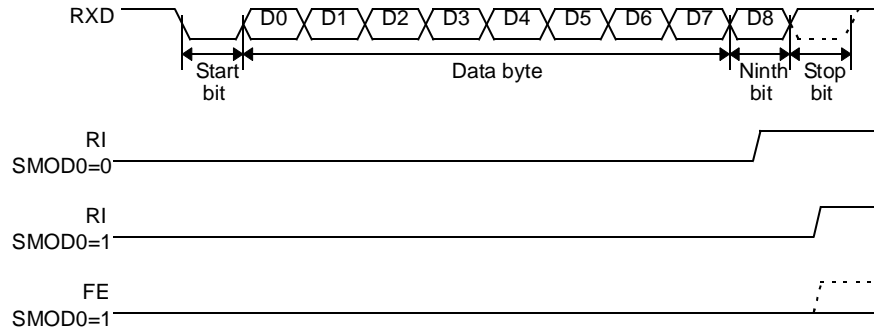 RXD D0 D1 D2 D3 D4 D5 D6 D7 D8
Start bit Data byte Ninth bit Stop bit
RI
SMOD0=0
RI
SMOD0=1
FE
SMOD0=1